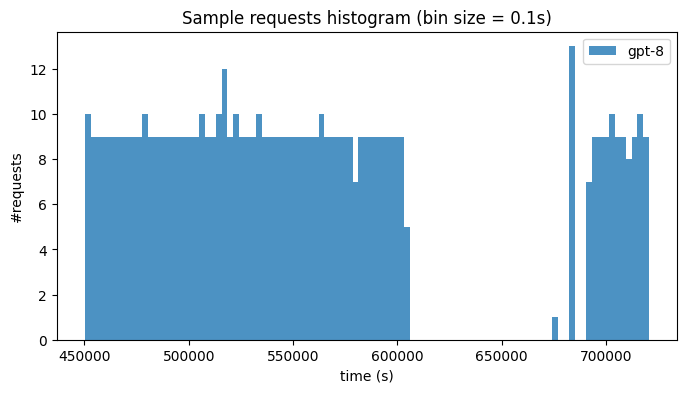 Sample requests histogram (bin size = 0.1s)
gpt-8
#requests
12
10
8
6
4
2
0
450000 500000 550000 600000 650000 700000
time (s)